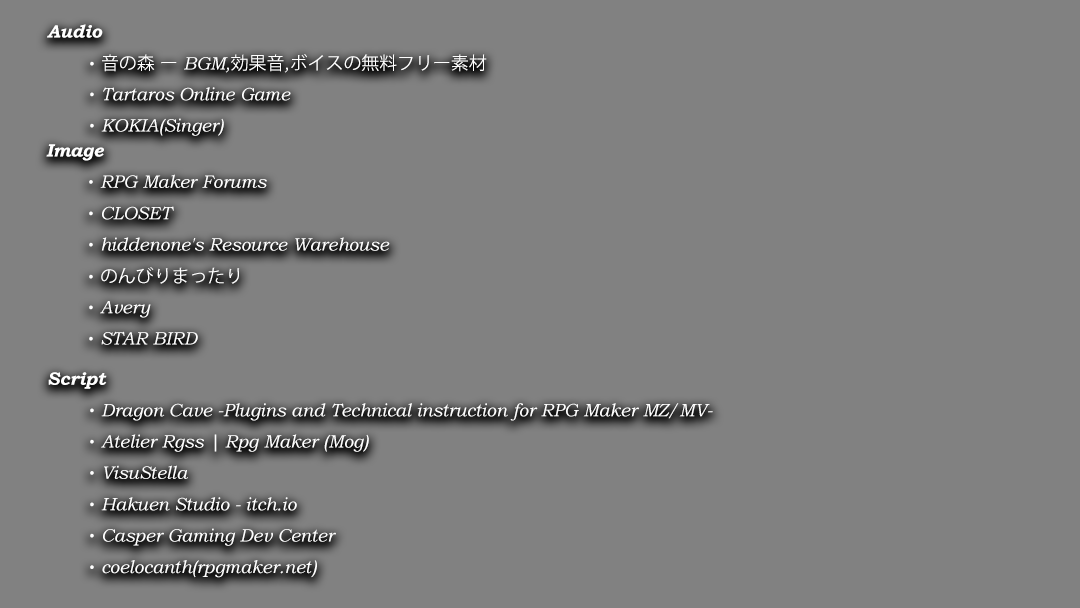 Audio
・音の森 ー BGM,効果音,ボイスの無料フリー素材
・Tartaros Online Game
・KOKIA(Singer)
Image
・RPG Maker Forums
・CLOSET
・hiddenone's Resource Warehouse
・のんびりまったり
・Avery
・STAR BIRD
Script
・Dragon Cave -Plugins and Technical instruction for RPG Maker MZ/MV-
・Atelier Rgss | Rpg Maker (Mog)
・VisuStella
・Hakuen Studio - itch.io
・Casper Gaming Dev Center
・coelocanth(rpgmaker.net)